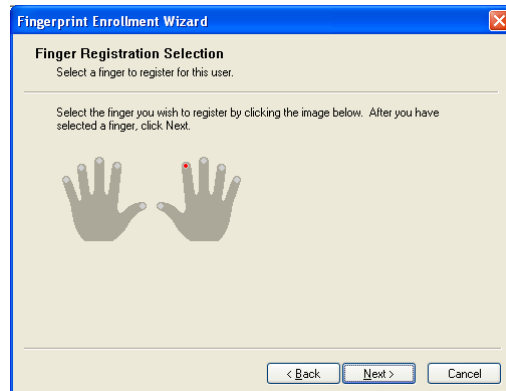 Fingerprint Enrollment Wizard
Finger Registration Selection
Select a finger to register for this user.
Select the finger you wish to register by clicking the image below. After you have
selected a finger, click Next.
< Back
Next >
Cancel